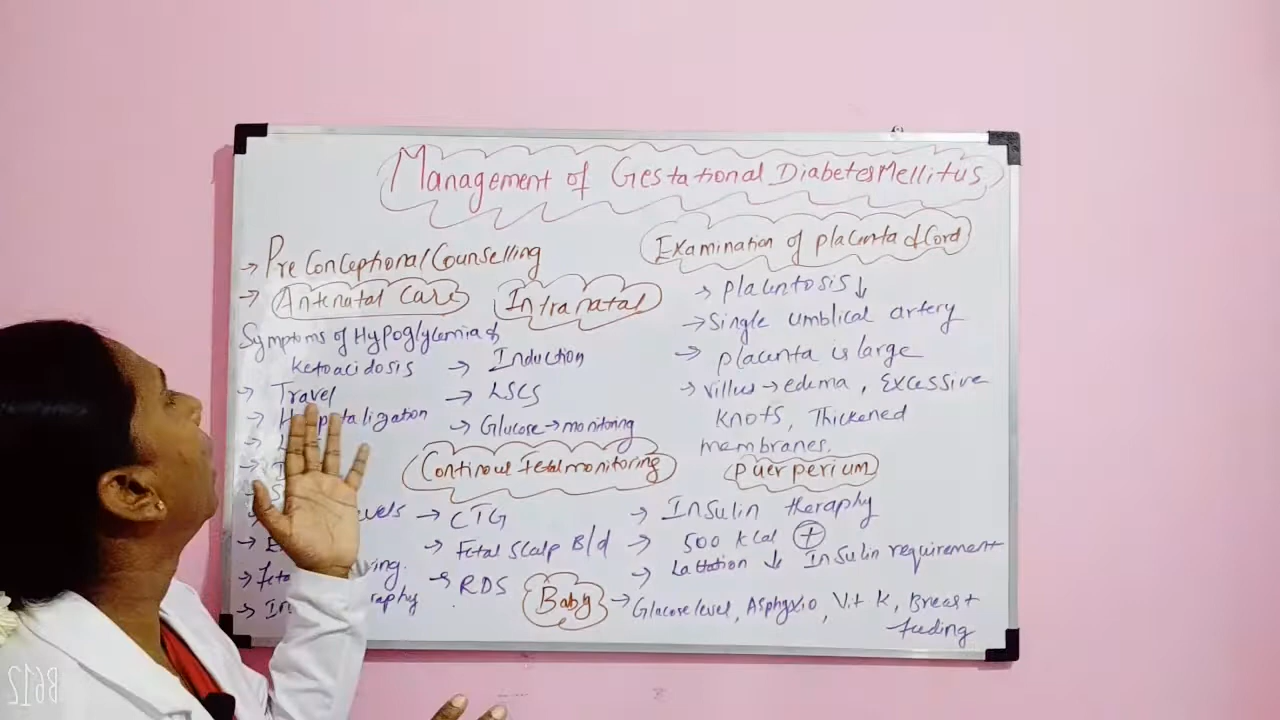 Management of Gestational Diabetes Mellitus
→ Pre Conceptional Counselling
→ Antenatal Care
Symptoms of Hypoglycemia &
ketoacidosis
→ Travel
→
→
→
→
→
→
→
Intranatal
→ Induction
→ LSCS
→ Glucose → monitoring
Continous Fetal monitoring
→ CTG
→ Fetal Scalp B/d
→ RDS
Examination of placenta & Cord
→ placentosis ↓
→ Single umblical artery
→ placenta is large
→ villus → edema, Excessive
knots, Thickened
membranes.
puerperium
→ Insulin theraphy
→ 500 kcal +
→ Lactation ↓ Insulin requirement
Baby → Glucose level, Asphyxio, Vit K, Breast
feeding
B612